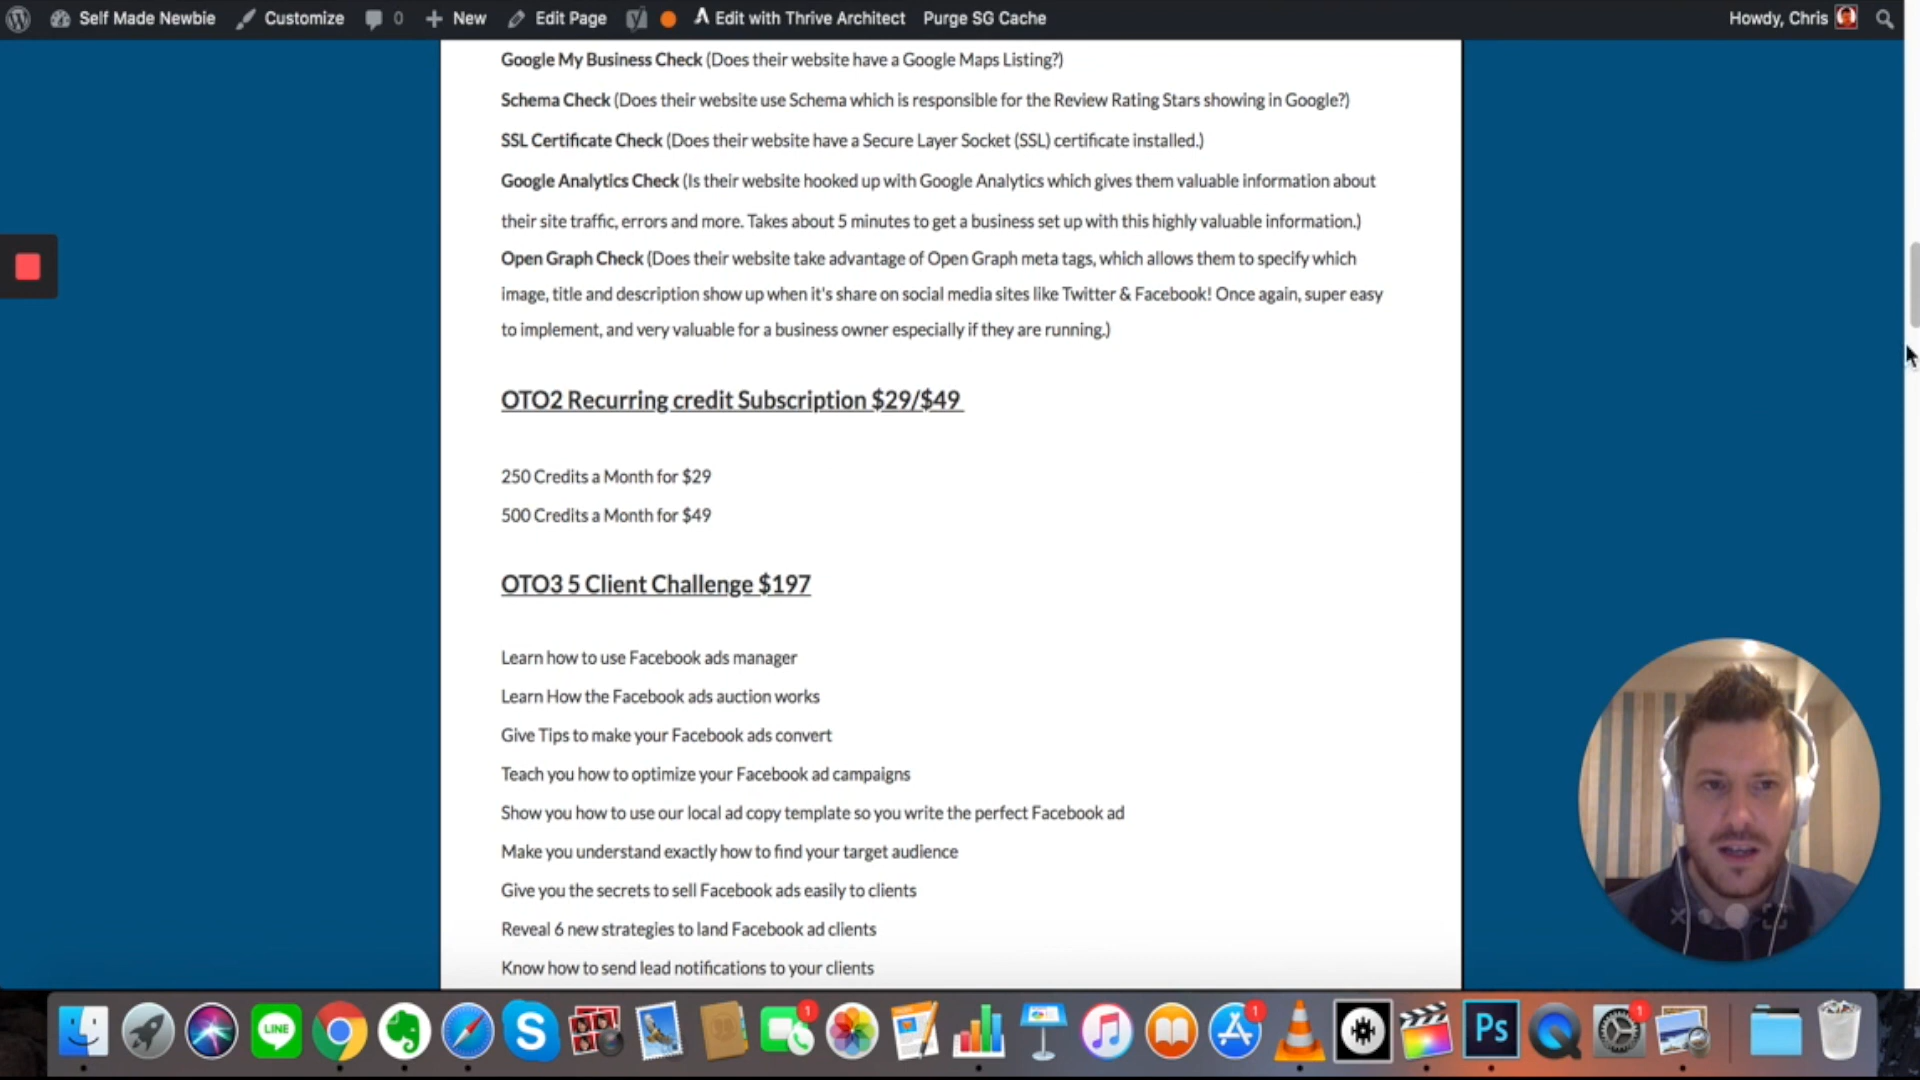 Self Made Newbie Customize 0 New Edit Page Edit with Thrive Architect Purge SG Cache Howdy, Chris
Google My Business Check (Does their website have a Google Maps Listing?)
Schema Check (Does their website use Schema which is responsible for the Review Rating Stars showing in Google?)
SSL Certificate Check (Does their website have a Secure Layer Socket (SSL) certificate installed.)
Google Analytics Check (Is their website hooked up with Google Analytics which gives them valuable information about
their site traffic, errors and more. Takes about 5 minutes to get a business set up with this highly valuable information.)
Open Graph Check (Does their website take advantage of Open Graph meta tags, which allows them to specify which
image, title and description show up when it's share on social media sites like Twitter & Facebook! Once again, super easy
to implement, and very valuable for a business owner especially if they are running.)
OTO2 Recurring credit Subscription $29/$49
250 Credits a Month for $29
500 Credits a Month for $49
OTO3 5 Client Challenge $197
Learn how to use Facebook ads manager
Learn How the Facebook ads auction works
Give Tips to make your Facebook ads convert
Teach you how to optimize your Facebook ad campaigns
Show you how to use our local ad copy template so you write the perfect Facebook ad
Make you understand exactly how to find your target audience
Give you the secrets to sell Facebook ads easily to clients
Reveal 6 new strategies to land Facebook ad clients
Know how to send lead notifications to your clients
LINE S 1 1 Ps 1